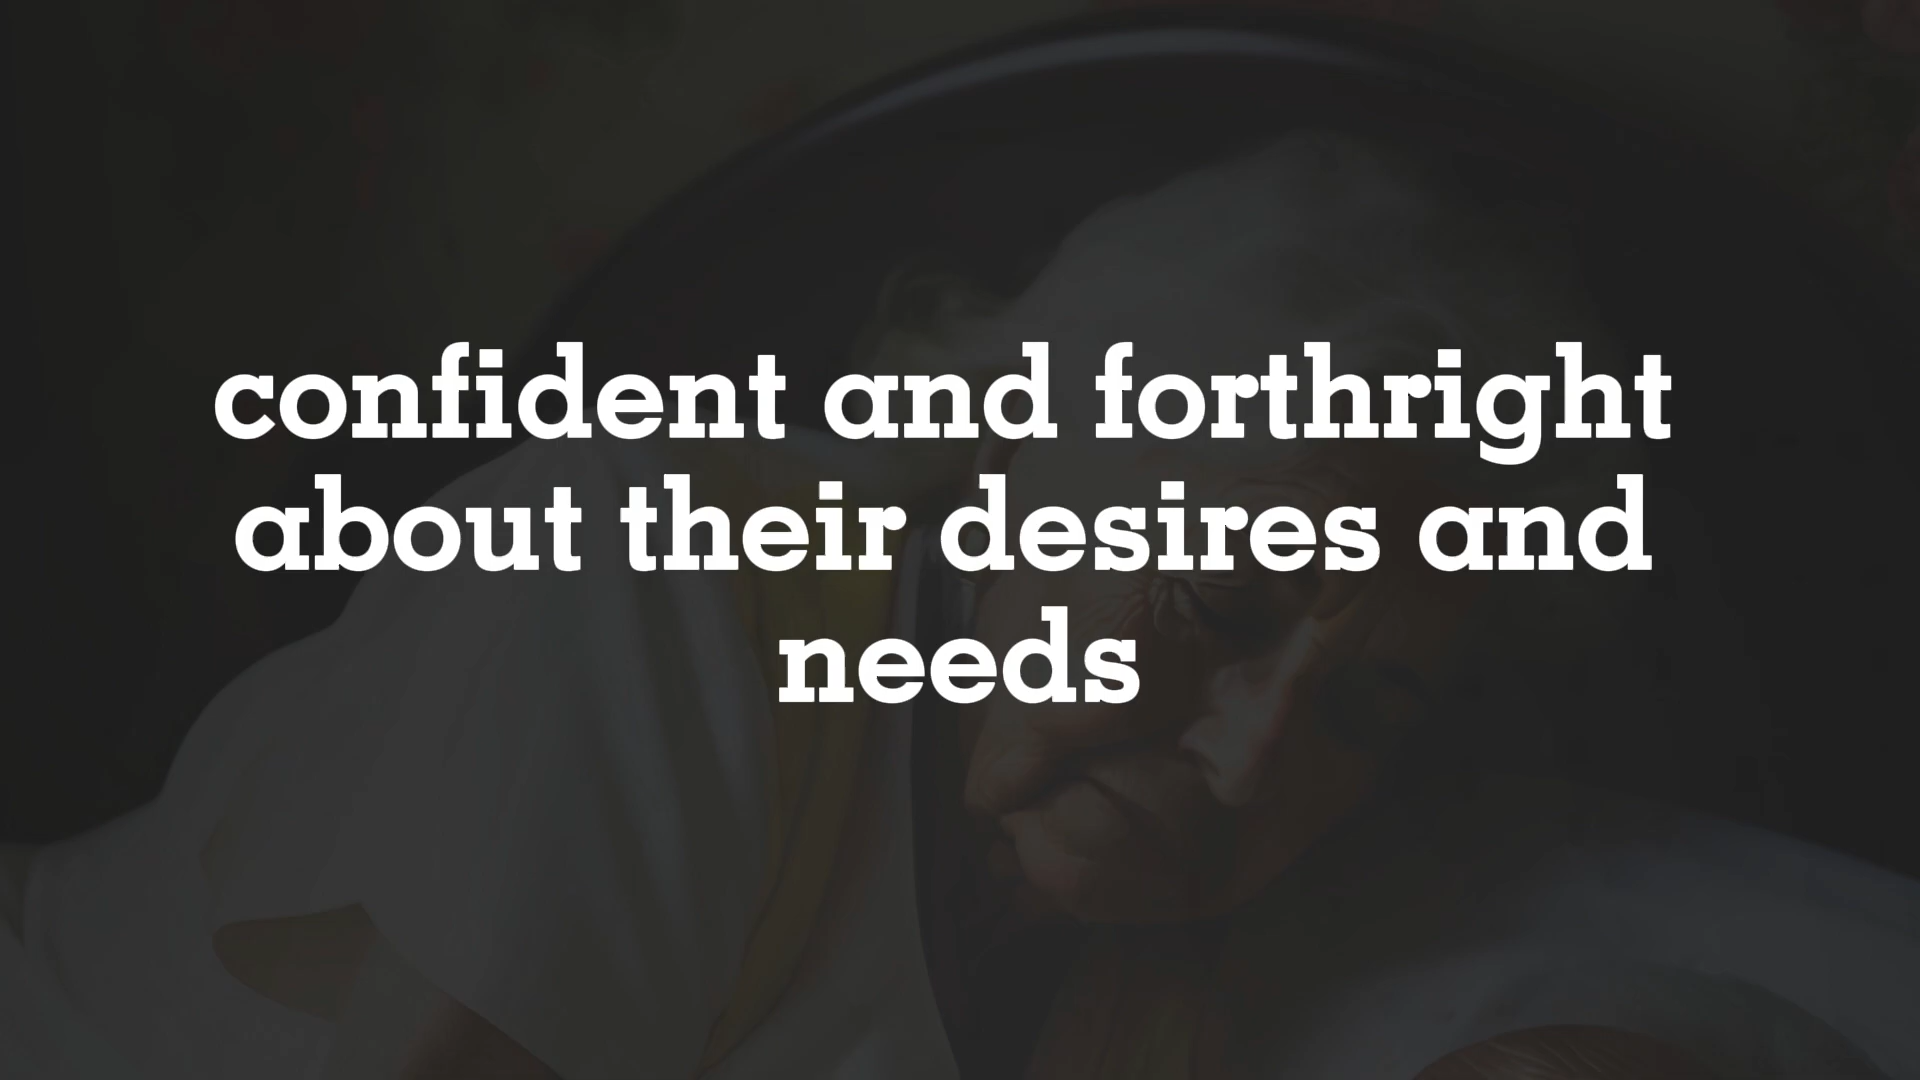 confident and forthright
about their desires and
needs